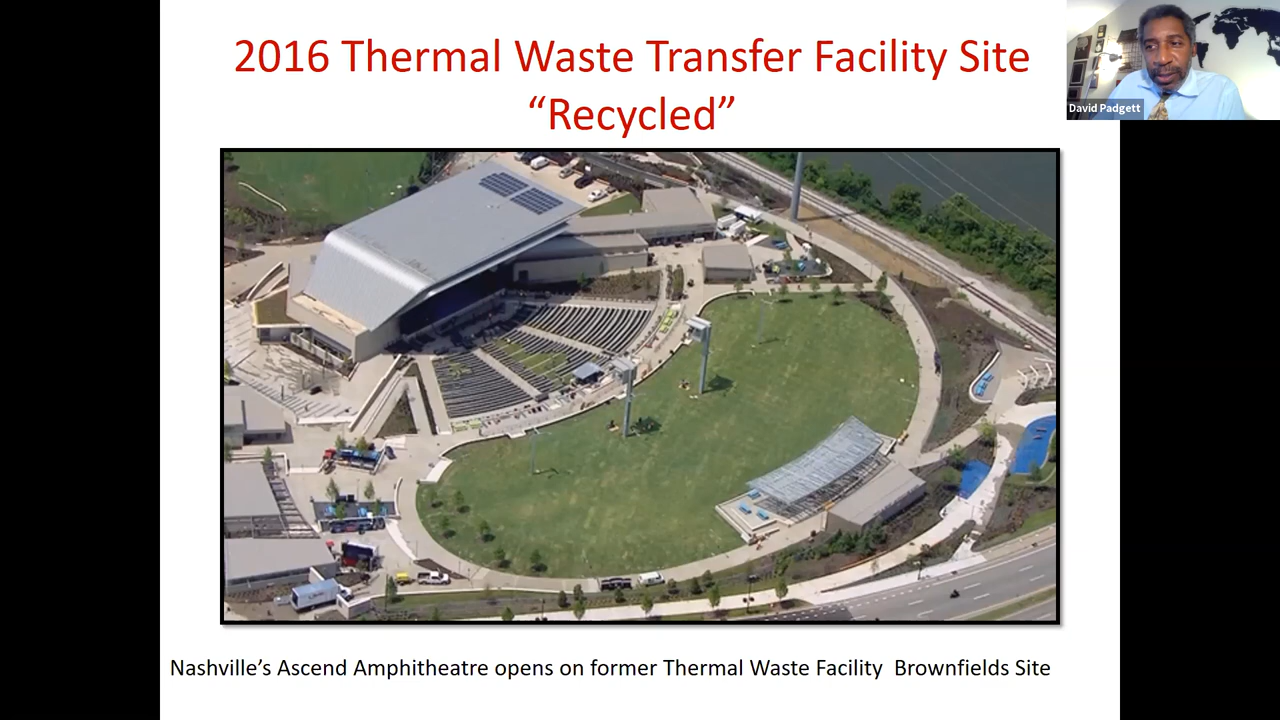 2016 Thermal Waste Transfer Facility Site
“Recycled”
David Padgett
Nashville’s Ascend Amphitheatre opens on former Thermal Waste Facility  Brownfields Site